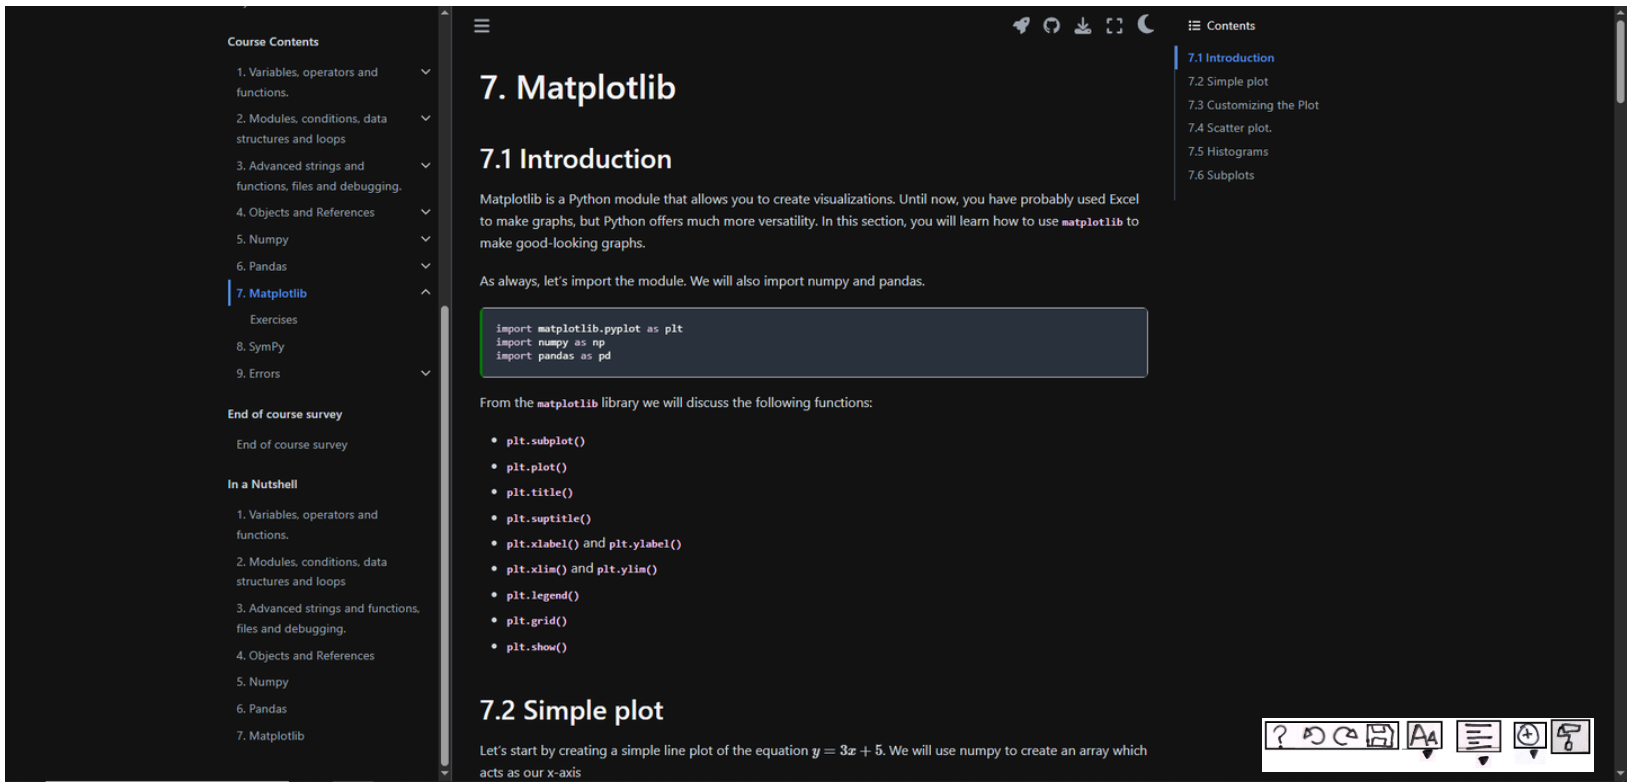 Course Contents
1. Variables, operators and
functions.
2. Modules, conditions, data
structures and loops
3. Advanced strings and
functions, files and debugging.
4. Objects and References
5. Numpy
6. Pandas
7. Matplotlib
Exercises
8. SymPy
9. Errors
End of course survey
End of course survey
In a Nutshell
1. Variables, operators and
functions.
2. Modules, conditions, data
structures and loops
3. Advanced strings and functions,
files and debugging.
4. Objects and References
5. Numpy
6. Pandas
7. Matplotlib
7. Matplotlib
7.1 Introduction
Matplotlib is a Python module that allows you to create visualizations. Until now, you have probably used Excel
to make graphs, but Python offers much more versatility. In this section, you will learn how to use matplotlib to
make good-looking graphs.
As always, let's import the module. We will also import numpy and pandas.
import matplotlib.pyplot as plt
import numpy as np
import pandas as pd
From the matplotlib library we will discuss the following functions:
• plt.subplot()
• plt.plot()
• plt.title()
• plt.suptitle()
• plt.xlabel() and plt.ylabel()
• plt.xlim() and plt.ylim()
• plt.legend()
• plt.grid()
• plt.show()
7.2 Simple plot
Let's start by creating a simple line plot of the equation y = 3x + 5. We will use numpy to create an array which
acts as our x-axis
Contents
7.1 Introduction
7.2 Simple plot
7.3 Customizing the Plot
7.4 Scatter plot.
7.5 Histograms
7.6 Subplots
? AA